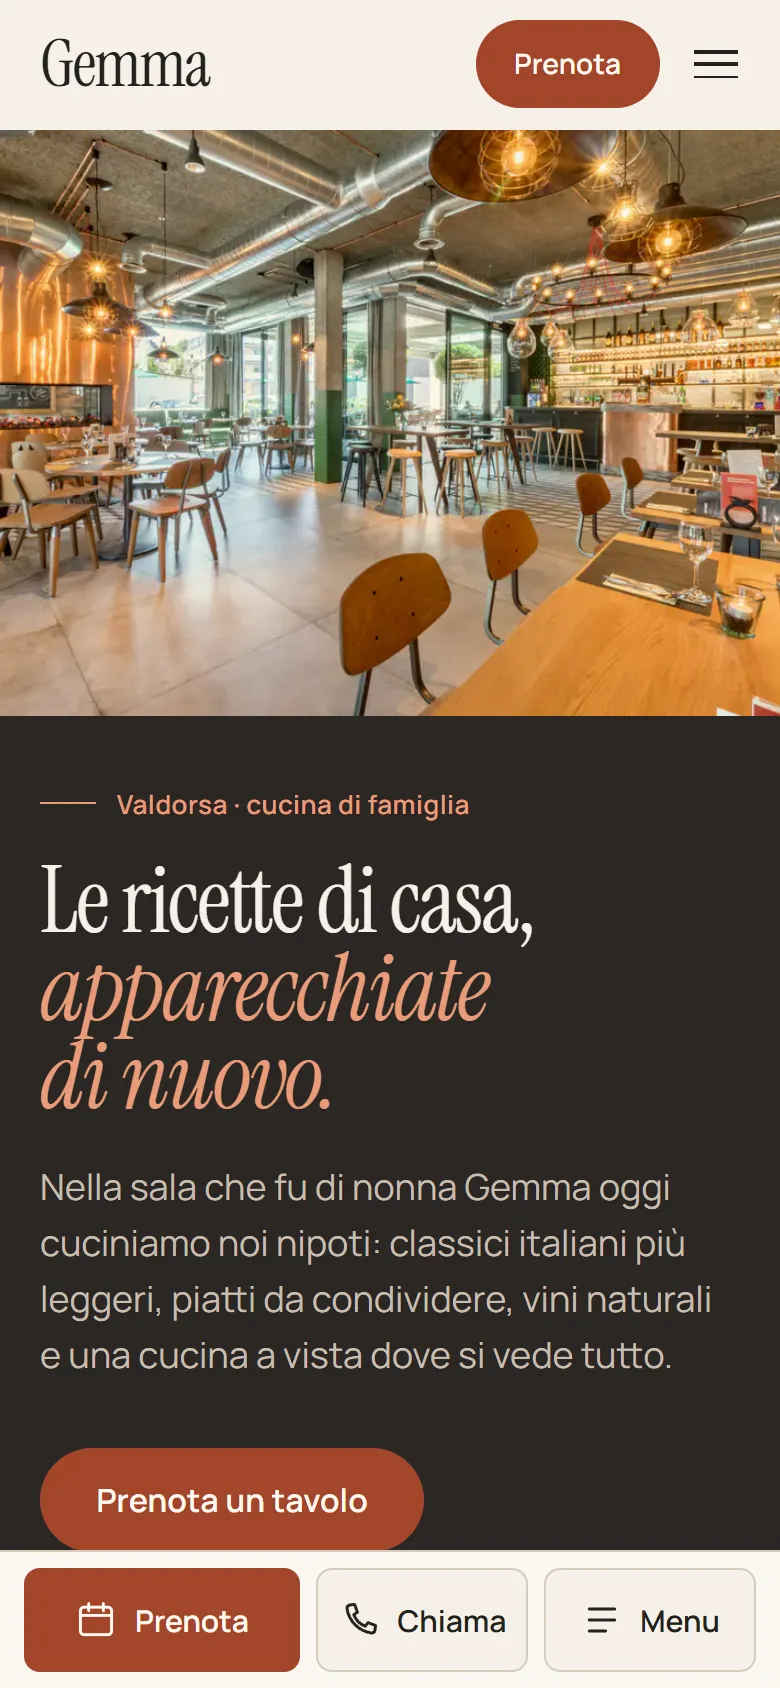 Gemma
Prenota
Valdorsa · cucina di famiglia
Le ricette di casa,
apparecchiate
di nuovo.
Nella sala che fu di nonna Gemma oggi
cuciniamo noi nipoti: classici italiani più
leggeri, piatti da condividere, vini naturali
e una cucina a vista dove si vede tutto.
Prenota un tavolo
Prenota
Chiama
Menu